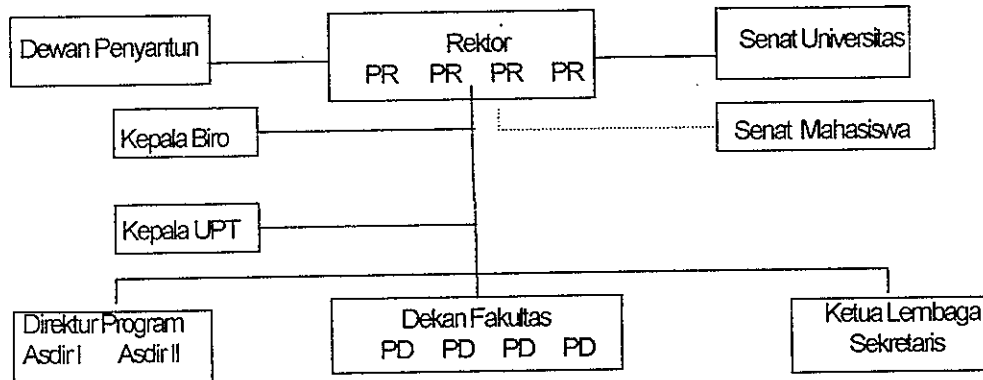 Dewan Penyantun
Rektor
PR PR PR PR
Senat Universitas
Kepala Biro
Senat Mahasiswa
Kepala UPT
Direktur Program
Asdir I Asdir II
Dekan Fakultas
PD PD PD PD
Ketua Lembaga
Sekretaris